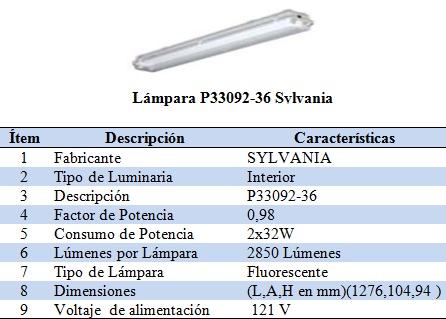 Lámpara P33092-36 Sylvania
Ítem Descripción Características
1 Fabricante SYLVANIA
2 Tipo de Luminaria Interior
3 Descripción P33092-36
4 Factor de Potencia 0,98
5 Consumo de Potencia 2x32W
6 Lúmenes por Lámpara 2850 Lúmenes
7 Tipo de Lámpara Fluorescente
8 Dimensiones (L,A,H en mm)(1276,104,94 )
9 Voltaje de alimentación 121 V